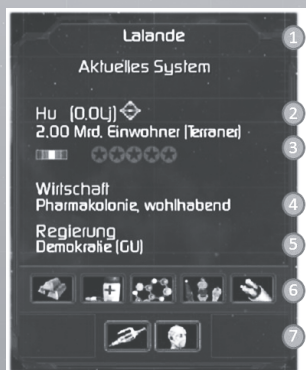 Lalande
1
Aktuelles System
Hu (0.0Lj)
2
2.00 Mrd. Einwohner (Terraner)
3
Wirtschaft
Pharmakolonie, wohlhabend
4
Regierung
Demokratie (GU)
5
6
7